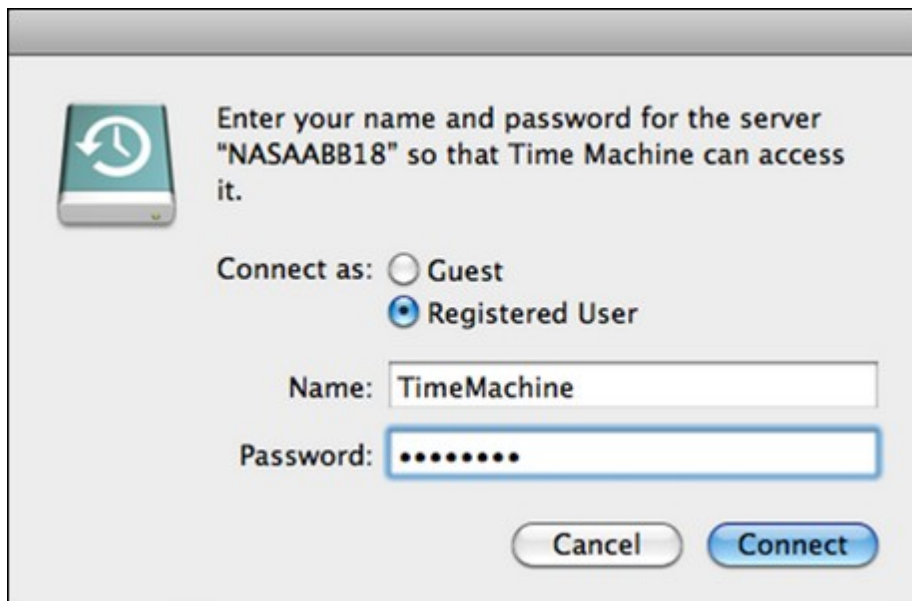 Enter your name and password for the server
"NASAABB18" so that Time Machine can access
it.
Connect as: Guest
Registered User
Name: TimeMachine
Password: ••••••••
Cancel Connect